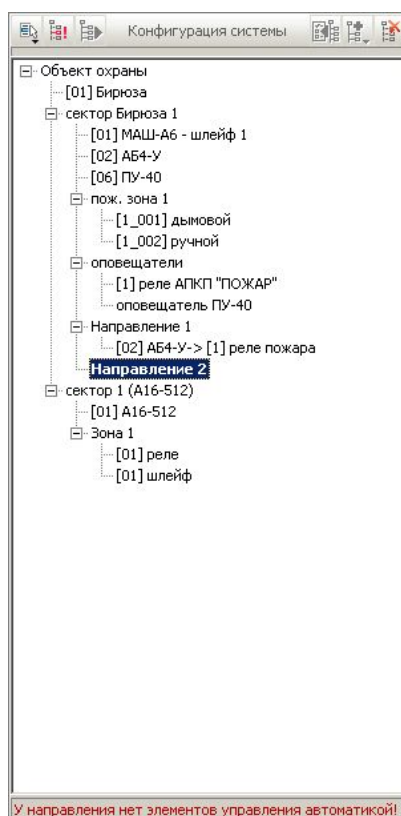 Конфигурация системы
Объект охраны
[01] Бирюза
сектор Бирюза 1
[01] МАШ-А6 - шлейф 1
[02] АБ4-У
[06] ПУ-40
пож. зона 1
[1_001] дымовой
[1_002] ручной
оповещатели
[1] реле АПКП "ПОЖАР"
оповещатель ПУ-40
Направление 1
[02] АБ4-У-> [1] реле пожара
Направление 2
сектор 1 (А16-512)
[01] А16-512
Зона 1
[01] реле
[01] шлейф
У направления нет элементов управления автоматикой!